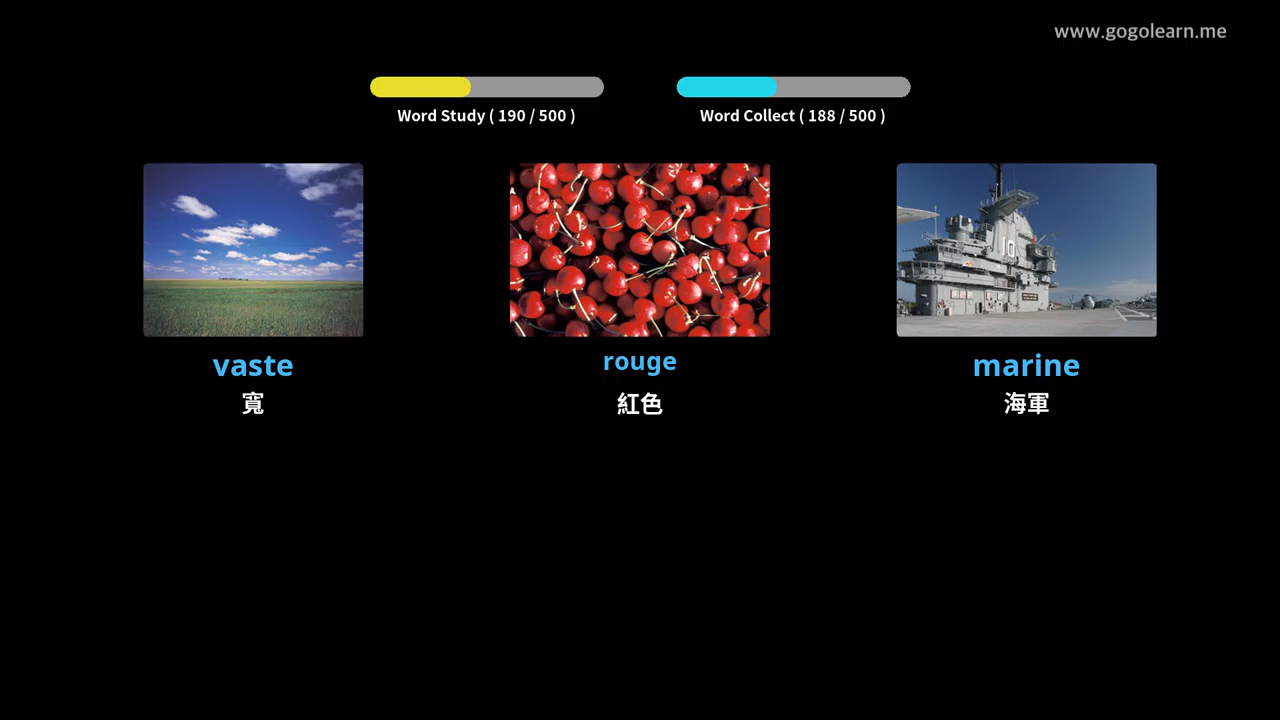 www.gogolearn.me
Word Study ( 190 / 500 )
Word Collect ( 188 / 500 )
vaste
寬
rouge
紅色
marine
海軍
10